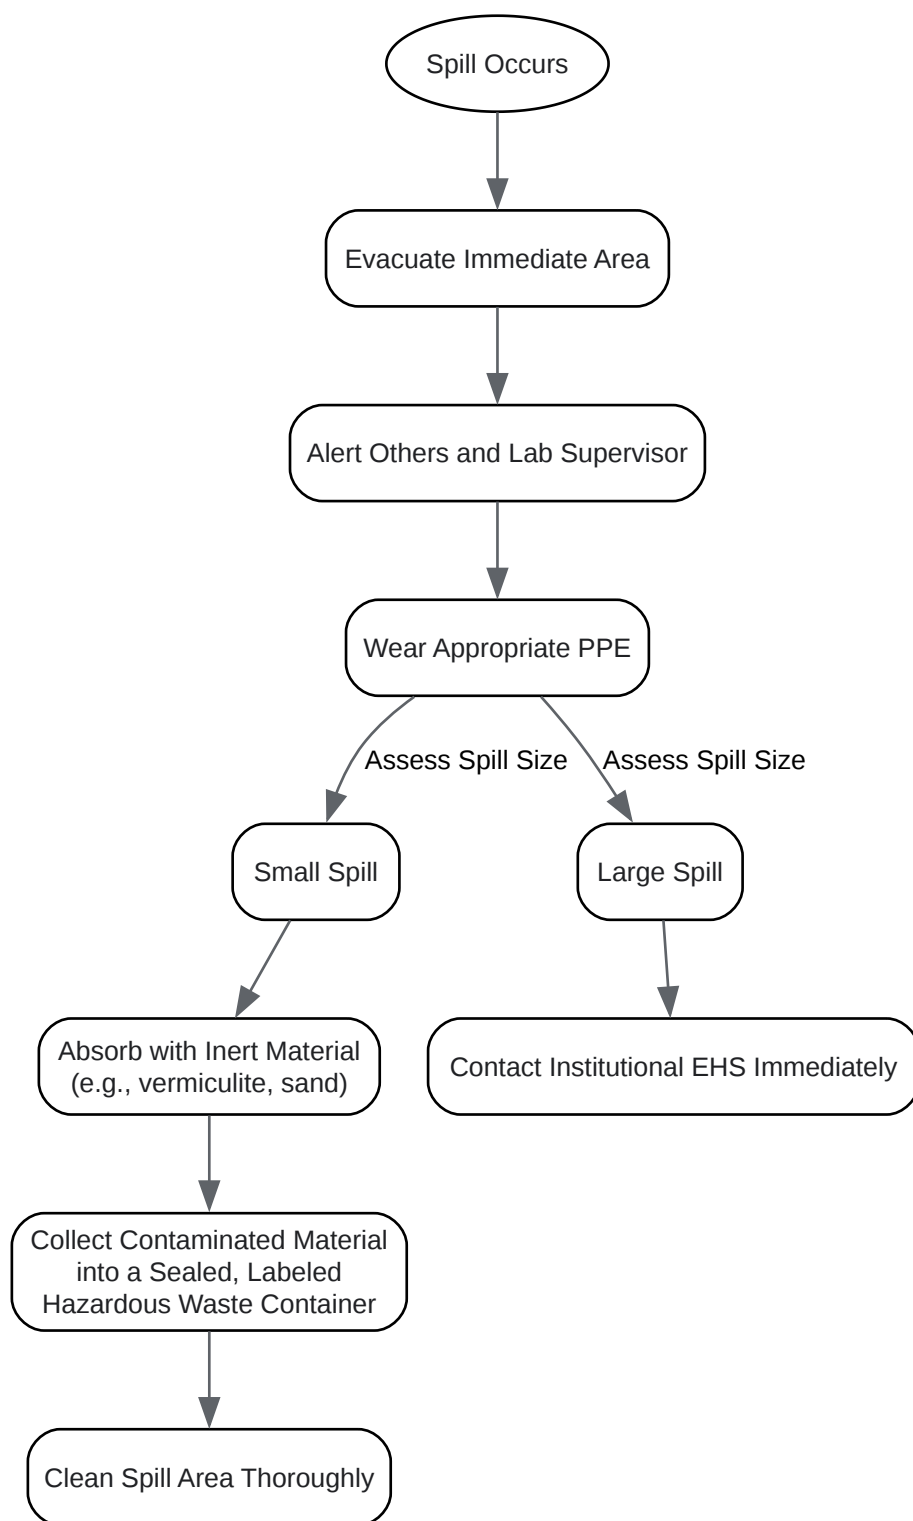 Spill Occurs
Evacuate Immediate Area
Alert Others and Lab Supervisor
Wear Appropriate PPE
Assess Spill Size
Assess Spill Size
Small Spill
Large Spill
Absorb with Inert Material
(e.g., vermiculite, sand)
Contact Institutional EHS Immediately
Collect Contaminated Material
into a Sealed, Labeled
Hazardous Waste Container
Clean Spill Area Thoroughly